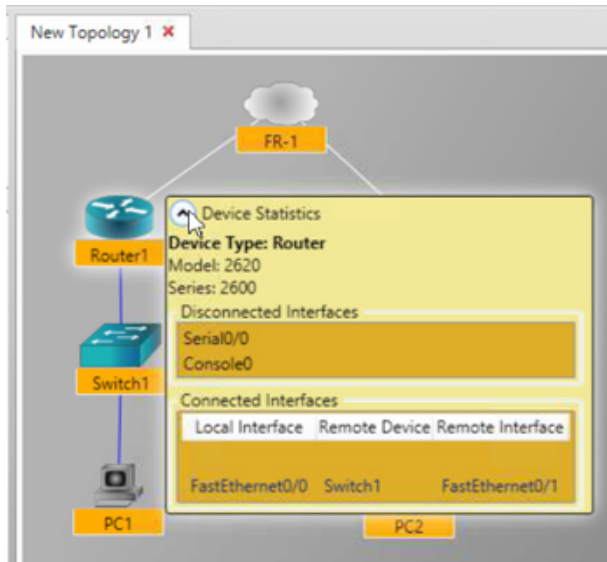 New Topology 1
FR-1
Device Statistics
Router1
Device Type: Router
Model: 2620
Series: 2600
Disconnected Interfaces
Serial0/0
Console0
Switch1
Connected Interfaces
Local Interface Remote Device Remote Interface
FastEthernet0/0 Switch1 FastEthernet0/1
PC1
PC2